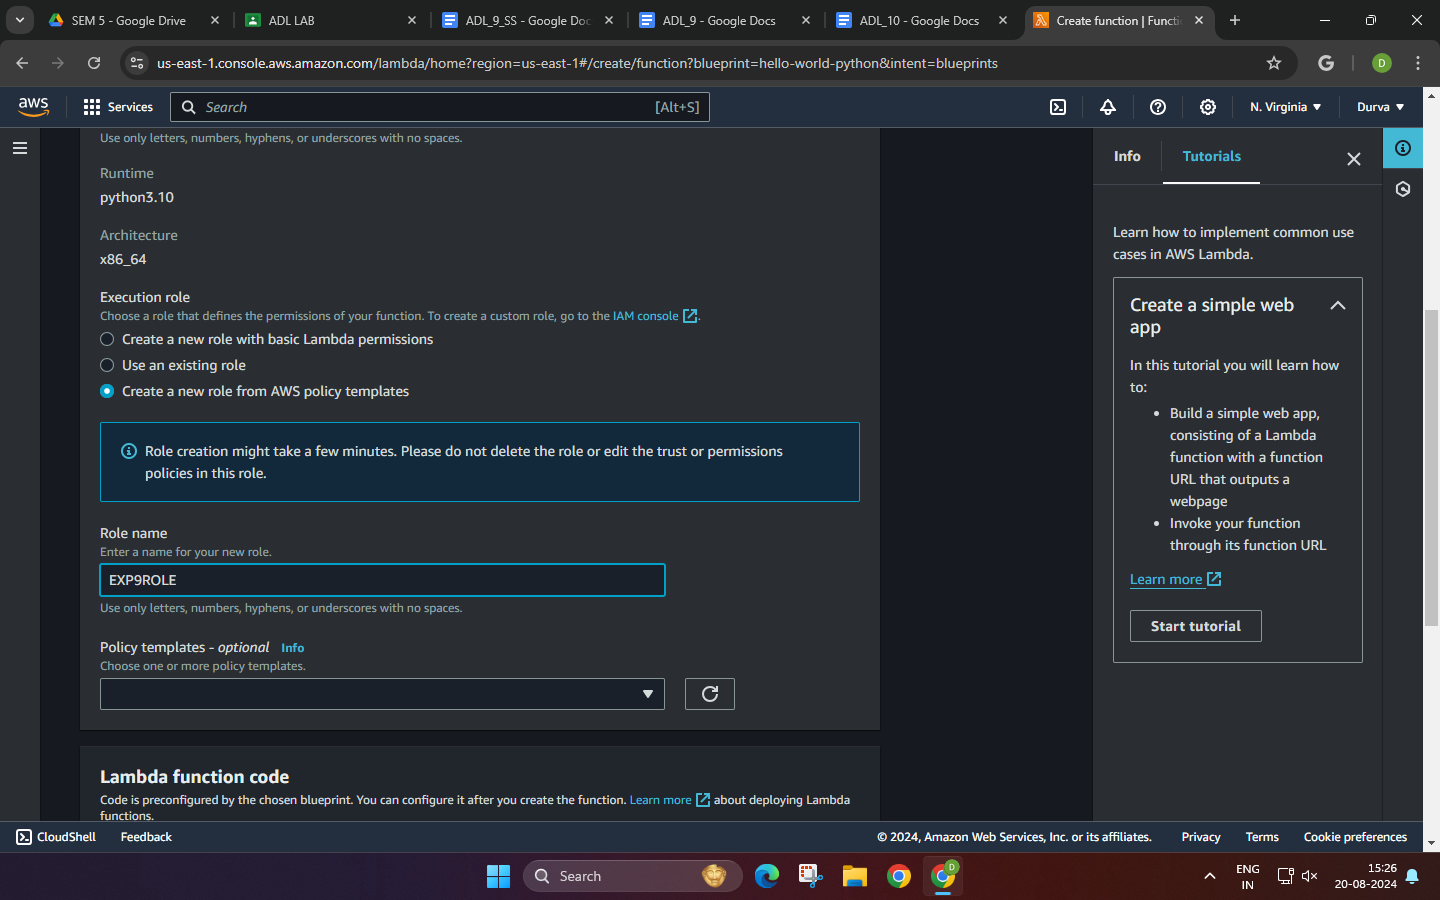 SEM 5 - Google Drive
ADL LAB
ADL_9_SS - Google Doc
ADL_9 - Google Docs
ADL_10 - Google Docs
Create function | Functi
us-east-1.console.aws.amazon.com/lambda/home?region=us-east-1#/create/function?blueprint=hello-world-python&intent=blueprints
G
D
aws
Services
Search
[Alt+S]
N. Virginia
Durva
Use only letters, numbers, hyphens, or underscores with no spaces.
Runtime
python3.10
Architecture
x86_64
Execution role
Choose a role that defines the permissions of your function. To create a custom role, go to the IAM console.
Create a new role with basic Lambda permissions
Use an existing role
Create a new role from AWS policy templates
Role creation might take a few minutes. Please do not delete the role or edit the trust or permissions
policies in this role.
Role name
Enter a name for your new role.
EXP9ROLE
Use only letters, numbers, hyphens, or underscores with no spaces.
Policy templates - optional Info
Choose one or more policy templates.
Lambda function code
Code is preconfigured by the chosen blueprint. You can configure it after you create the function. Learn more about deploying Lambda
functions.
Info
Tutorials
Learn how to implement common use
cases in AWS Lambda.
Create a simple web
app
In this tutorial you will learn how
to:
• Build a simple web app,
consisting of a Lambda
function with a function
URL that outputs a
webpage
• Invoke your function
through its function URL
Learn more
Start tutorial
CloudShell
Feedback
© 2024, Amazon Web Services, Inc. or its affiliates.
Privacy
Terms
Cookie preferences
Search
D
ENG
IN
15:26
20-08-2024